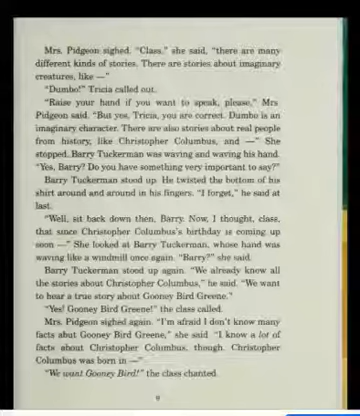 Mrs. Pidgeon sighed. "Class," she said, "there are many
different kinds of stories. There are stories about imaginary
creatures, like —"
"Dumbo!" Tricia called out.
"Raise your hand if you want to speak, please," Mrs.
Pidgeon said. "But yes, Tricia, you are correct. Dumbo is an
imaginary character. There are also stories about real people
from history, like Christopher Columbus, and —" She
stopped. Barry Tuckerman was waving and waving his hand.
"Yes, Barry? Do you have something very important to say?"
Barry Tuckerman stood up. He twisted the bottom of his
shirt around and around in his fingers. "I forget," he said at
last.
"Well, sit back down then, Barry. Now, I thought, class,
that since Christopher Columbus's birthday is coming up
soon —" She looked at Barry Tuckerman, whose hand was
waving like a windmill once again. "Barry?" she said.
Barry Tuckerman stood up again. "We already know all
the stories about Christopher Columbus," he said. "We want
to hear a true story about Gooney Bird Greene."
"Yes! Gooney Bird Greene!" the class called.
Mrs. Pidgeon sighed again. "I'm afraid I don't know many
facts abut Gooney Bird Greene," she said. "I know a lot of
facts about Christopher Columbus, though. Christopher
Columbus was born in —"
"We want Gooney Bird!" the class chanted.